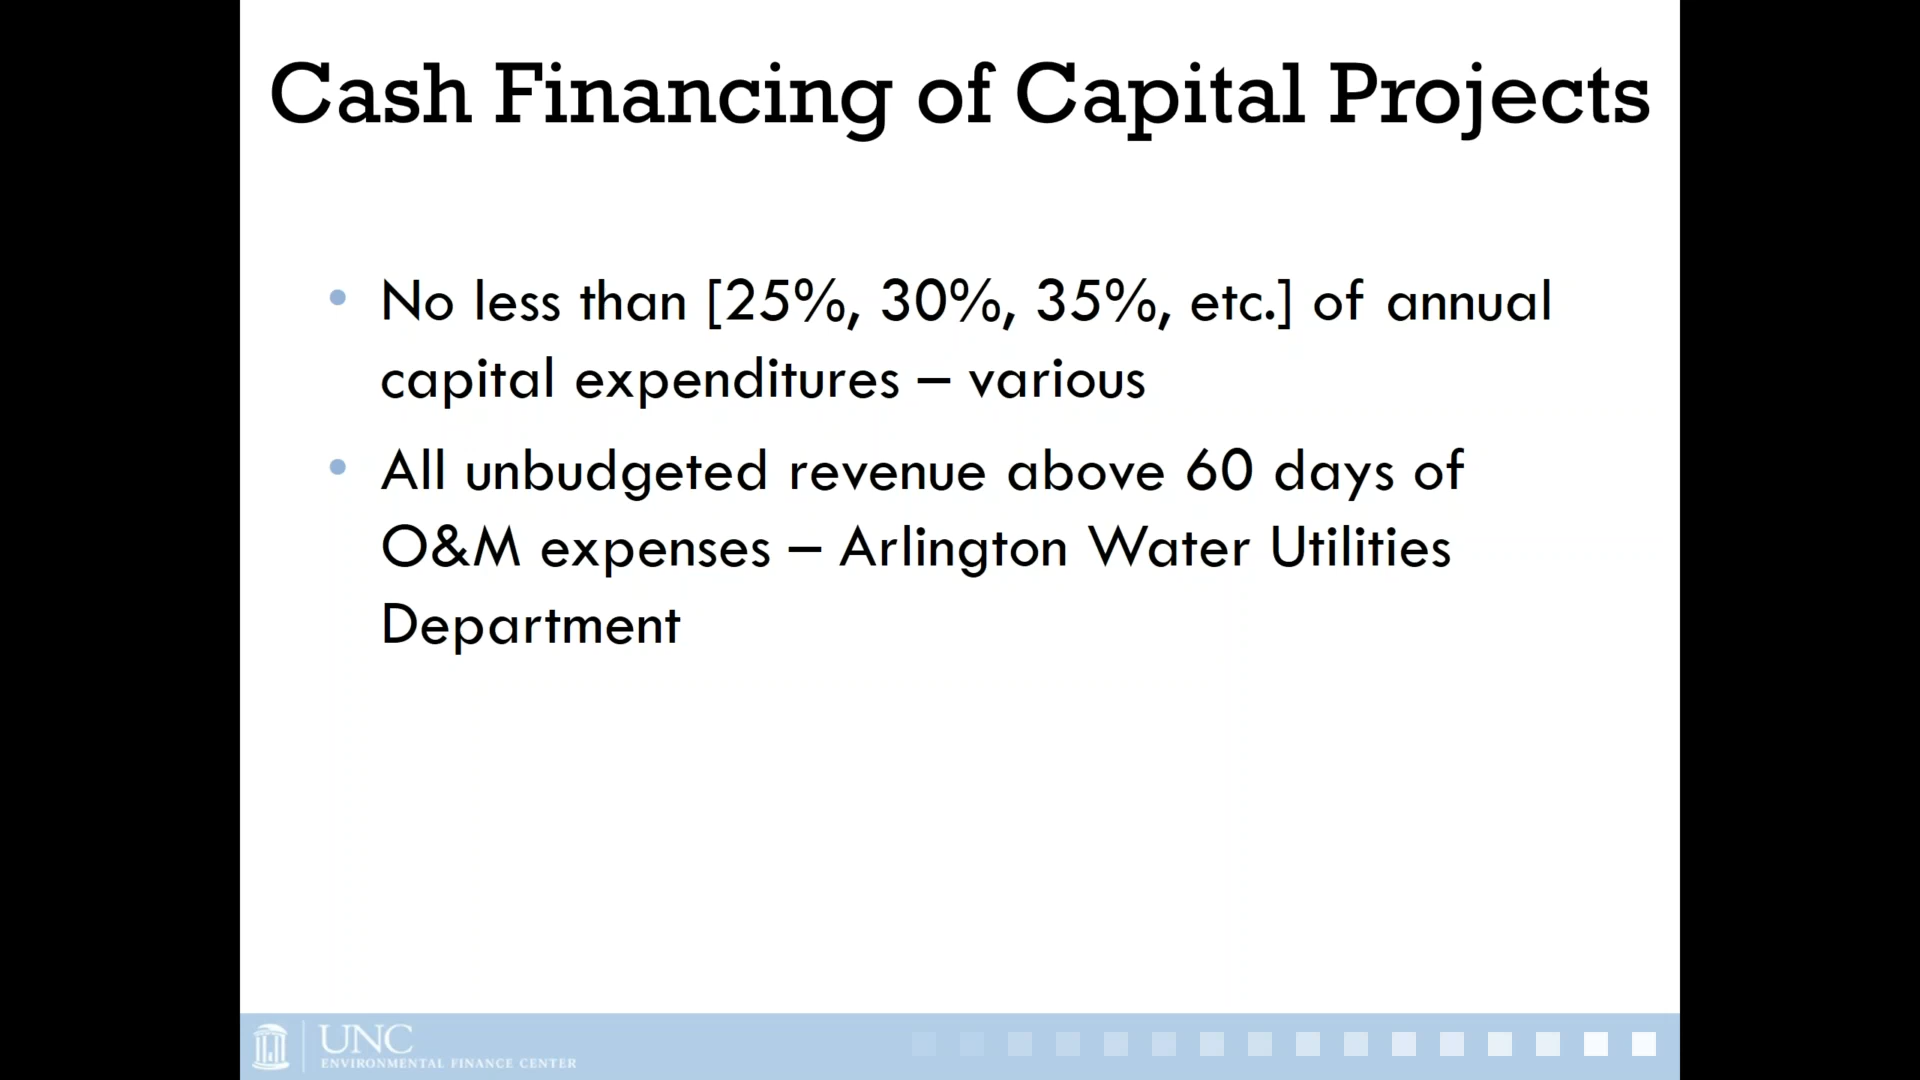 Cash Financing of Capital Projects
• No less than [25%, 30%, 35%, etc.] of annual
capital expenditures – various
• All unbudgeted revenue above 60 days of
O&M expenses – Arlington Water Utilities
Department
UNC
ENVIRONMENTAL FINANCE CENTER